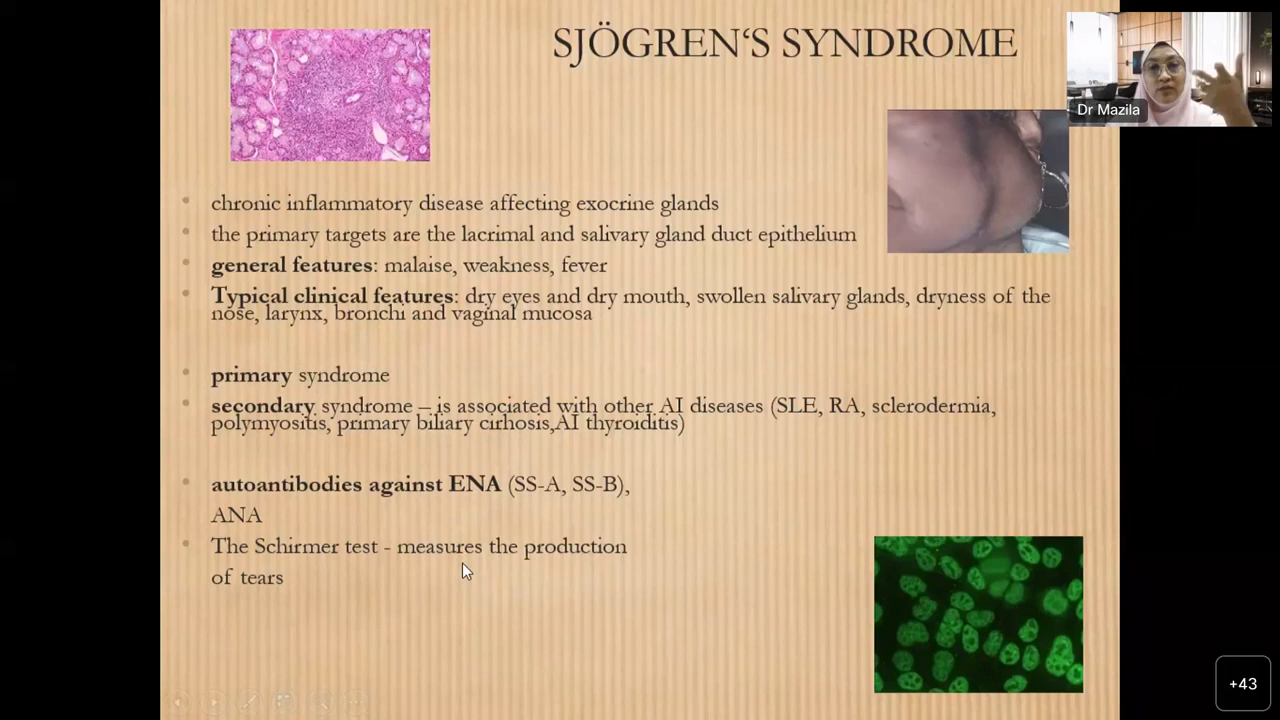 SJÖGREN‘S SYNDROME
Dr Mazila
• chronic inflammatory disease affecting exocrine glands
• the primary targets are the lacrimal and salivary gland duct epithelium
• general features: malaise, weakness, fever
• Typical clinical features: dry eyes and dry mouth, swollen salivary glands, dryness of the
nose, larynx, bronchi and vaginal mucosa
• primary syndrome
• secondary syndrome – is associated with other AI diseases (SLE, RA, scleroderma,
polymyositis, primary biliary cirhosis,AI thyroiditis)
• autoantibodies against ENA (SS-A, SS-B),
ANA
• The Schirmer test - measures the production
of tears
+43